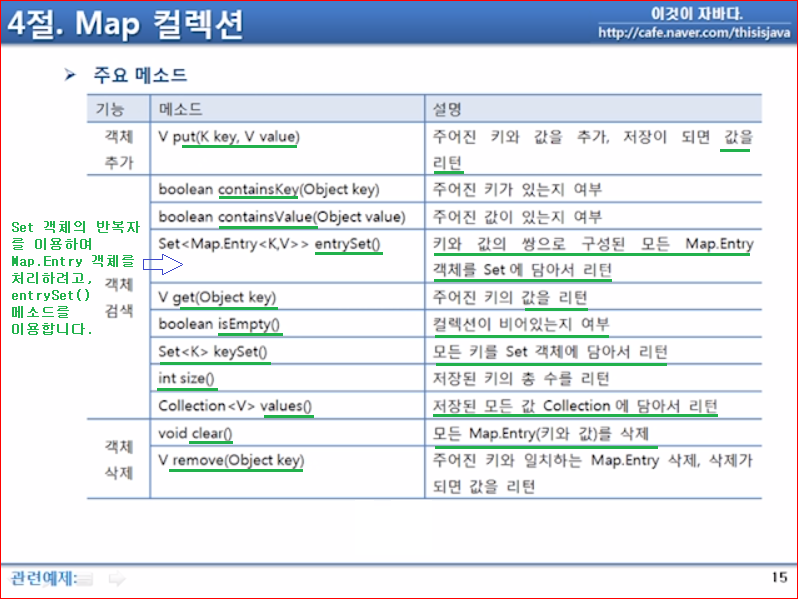 4절. Map 컬렉션
이것이 자바다.
http://cafe.naver.com/thisisjava
➢ 주요 메소드
기능 메소드 설명
객체 추가
V put(K key, V value)
주어진 키와 값을 추가, 저장이 되면 값을
리턴
Set 객체의 반복자
를 이용하여
Map.Entry 객체를
처리하려고,
entrySet()
메소드를
이용합니다.
객체
검색
boolean containsKey(Object key) 주어진 키가 있는지 여부
boolean containsValue(Object value) 주어진 값이 있는지 여부
Set<Map.Entry<K,V>> entrySet() 키와 값의 쌍으로 구성된 모든 Map.Entry
객체를 Set에 담아서 리턴
V get(Object key) 주어진 키의 값을 리턴
boolean isEmpty() 컬렉션이 비어있는지 여부
Set<K> keySet() 모든 키를 Set 객체에 담아서 리턴
int size() 저장된 키의 총 수를 리턴
Collection<V> values() 저장된 모든 값 Collection에 담아서 리턴
객체
삭제
void clear() 모든 Map.Entry(키와 값)를 삭제
V remove(Object key) 주어진 키와 일치하는 Map.Entry 삭제, 삭제가
되면 값을 리턴
관련예제:
15